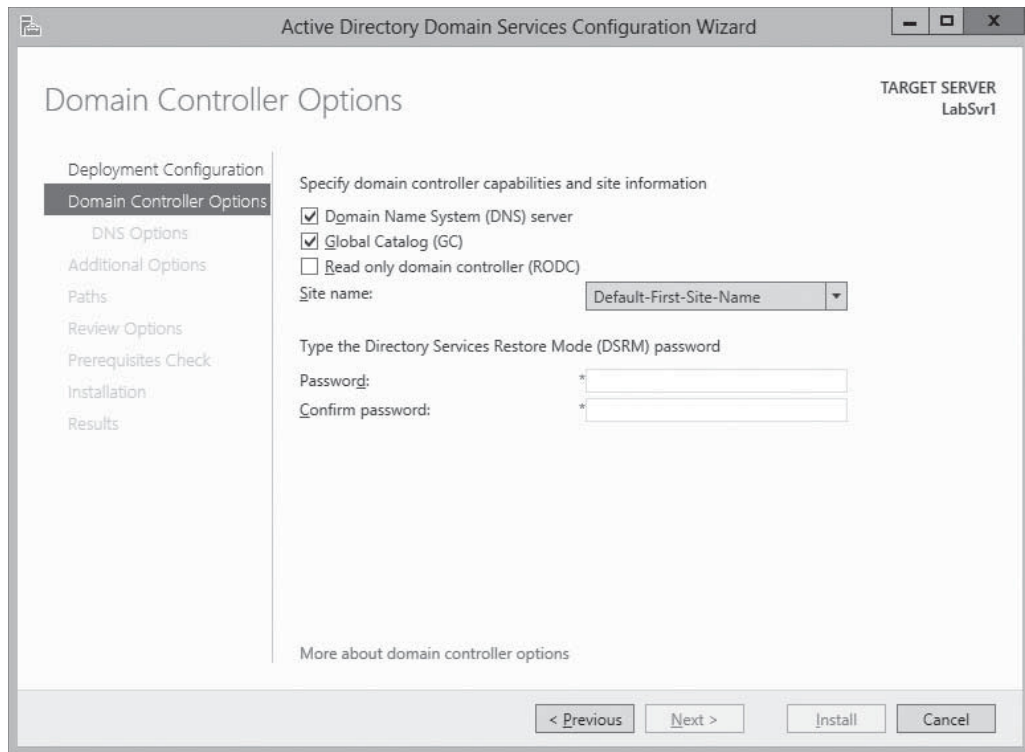 Active Directory Domain Services Configuration Wizard
Domain Controller Options
TARGET SERVER
LabSvr1
Deployment Configuration
Domain Controller Options
DNS Options
Additional Options
Paths
Review Options
Prerequisites Check
Installation
Results
Specify domain controller capabilities and site information
Domain Name System (DNS) server
Global Catalog (GC)
Read only domain controller (RODC)
Site name:
Default-First-Site-Name
Type the Directory Services Restore Mode (DSRM) password
Password:
*
Confirm password:
*
More about domain controller options
< Previous
Next >
Install
Cancel